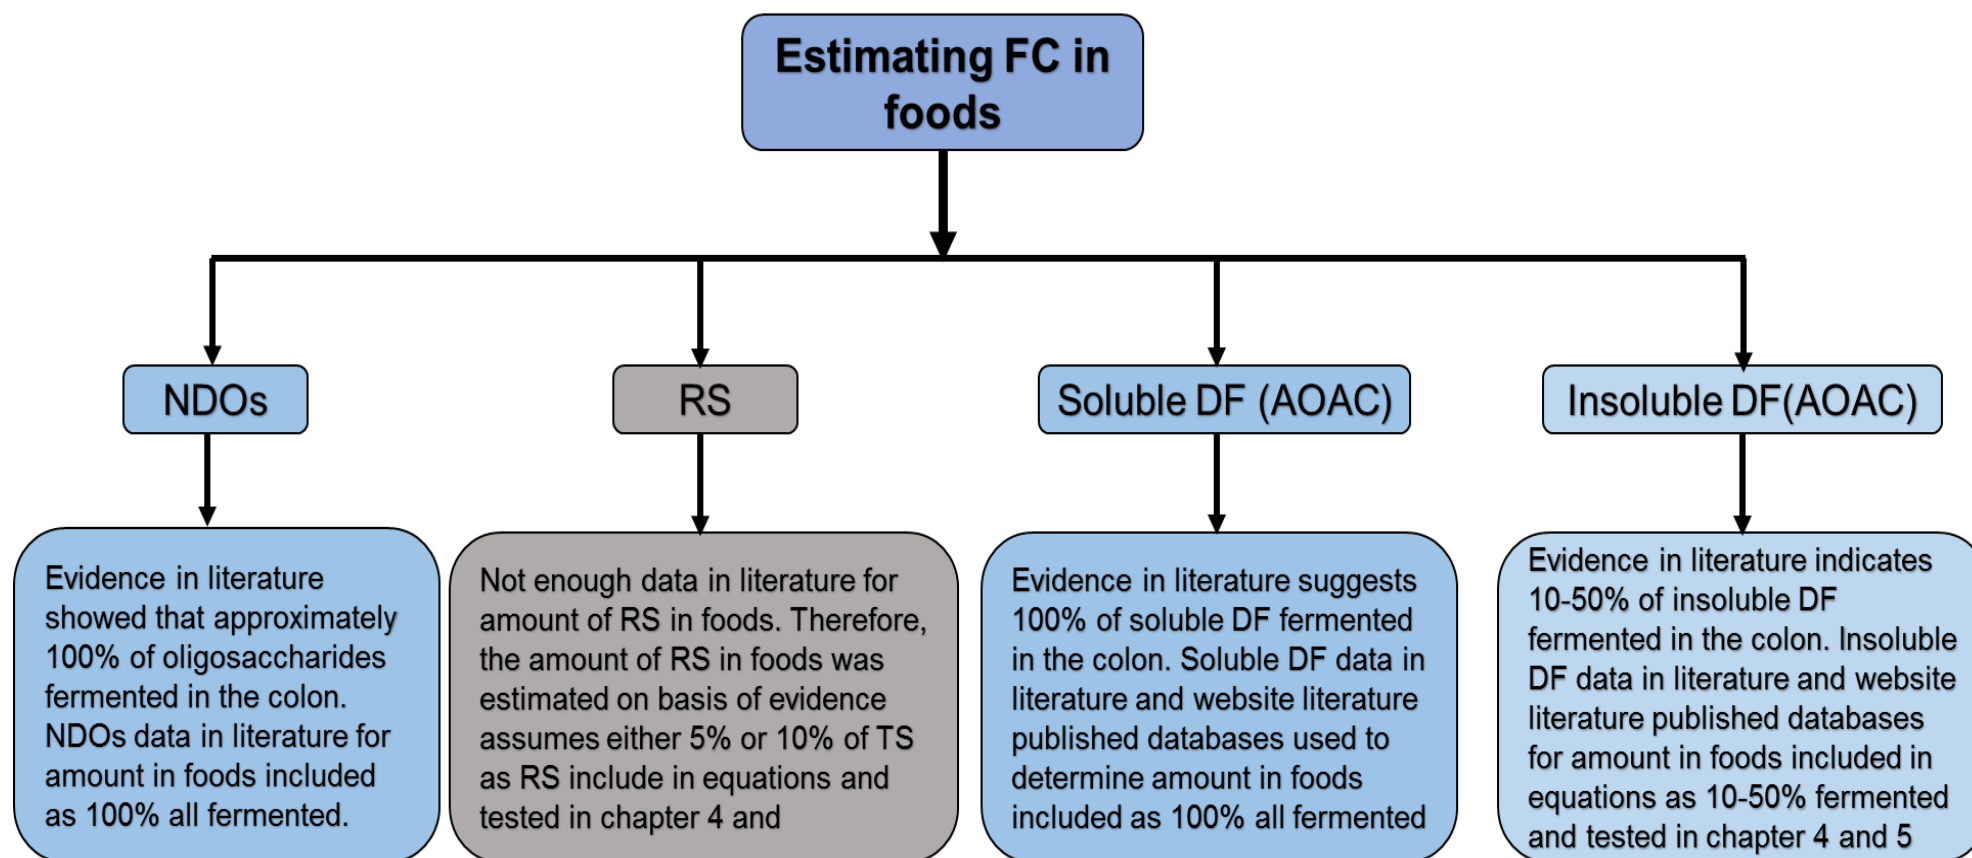 Estimating FC in
foods
NDOs
RS
Soluble DF (AOAC)
Insoluble DF(AOAC)
Evidence in literature
showed that approximately
100% of oligosaccharides
fermented in the colon.
NDOs data in literature for
amount in foods included
as 100% all fermented.
Not enough data in literature for
amount of RS in foods. Therefore,
the amount of RS in foods was
estimated on basis of evidence
assumes either 5% or 10% of TS
as RS include in equations and
tested in chapter 4 and
Evidence in literature suggests
100% of soluble DF fermented
in the colon. Soluble DF data in
literature and website literature
published databases used to
determine amount in foods
included as 100% all fermented
Evidence in literature indicates
10-50% of insoluble DF
fermented in the colon. Insoluble
DF data in literature and website
literature published databases
for amount in foods included in
equations as 10-50% fermented
and tested in chapter 4 and 5